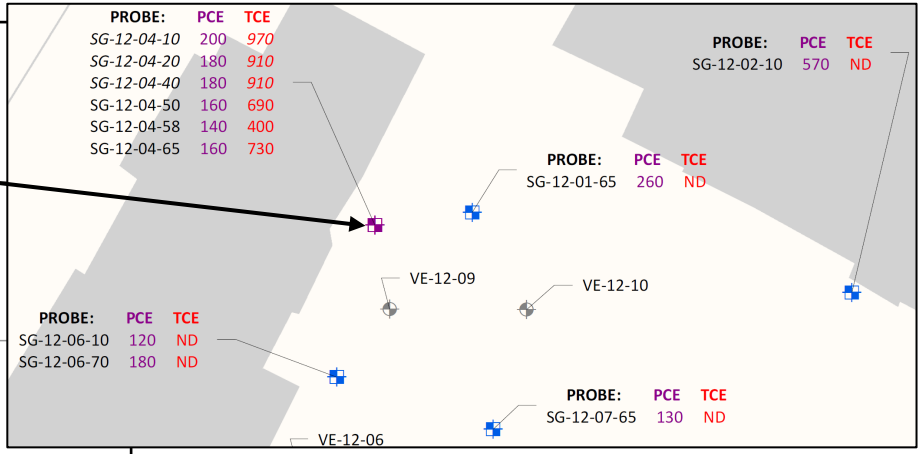 PROBE: PCE TCE
SG-12-04-10 200 970
SG-12-04-20 180 910
SG-12-04-40 180 910
SG-12-04-50 160 690
SG-12-04-58 140 400
SG-12-04-65 160 730
PROBE: PCE TCE
SG-12-02-10 570 ND
PROBE: PCE TCE
SG-12-01-65 260 ND
VE-12-09
VE-12-10
PROBE: PCE TCE
SG-12-06-10 120 ND
SG-12-06-70 180 ND
PROBE: PCE TCE
SG-12-07-65 130 ND
VE-12-06